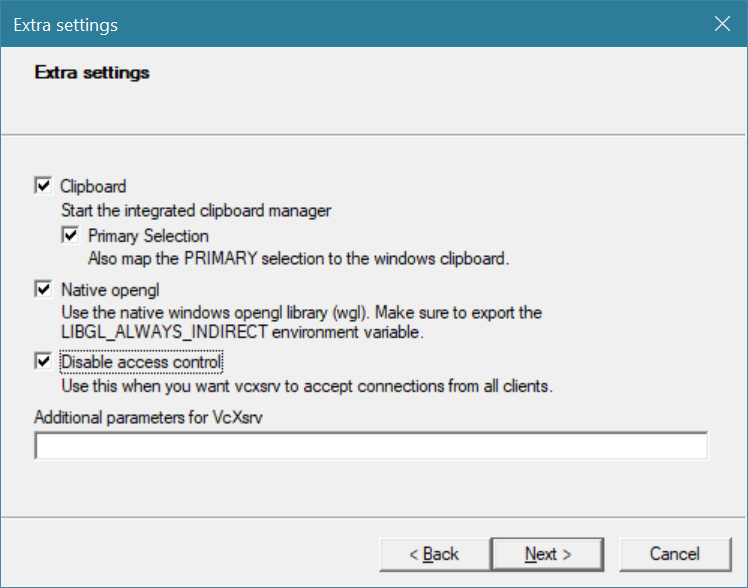 Extra settings
Extra settings
Clipboard
Start the integrated clipboard manager
Primary Selection
Also map the PRIMARY selection to the windows clipboard.
Native opengl
Use the native windows opengl library (wgl). Make sure to export the
LIBGL_ALWAYS_INDIRECT environment variable.
Disable access control
Use this when you want vcxsrv to accept connections from all clients.
Additional parameters for VcXsrv
< Back Next > Cancel